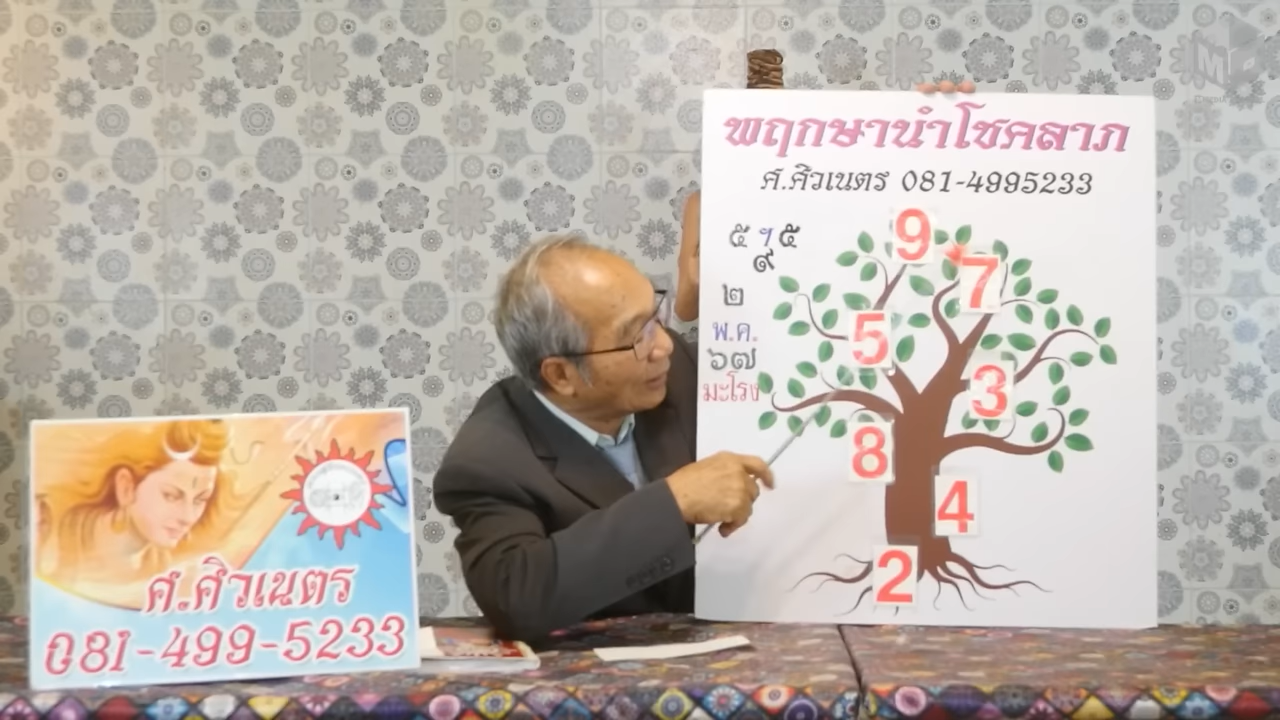 พฤกษานำโชคลาภ
ศ.ศิวเนตร 081-4995233
๕ ฯ ๕
๙
๒
พ.ค.
๖๗
มะโรง
9
7
5
3
8
4
2
ศ.ศิวเนตร
081-499-5233